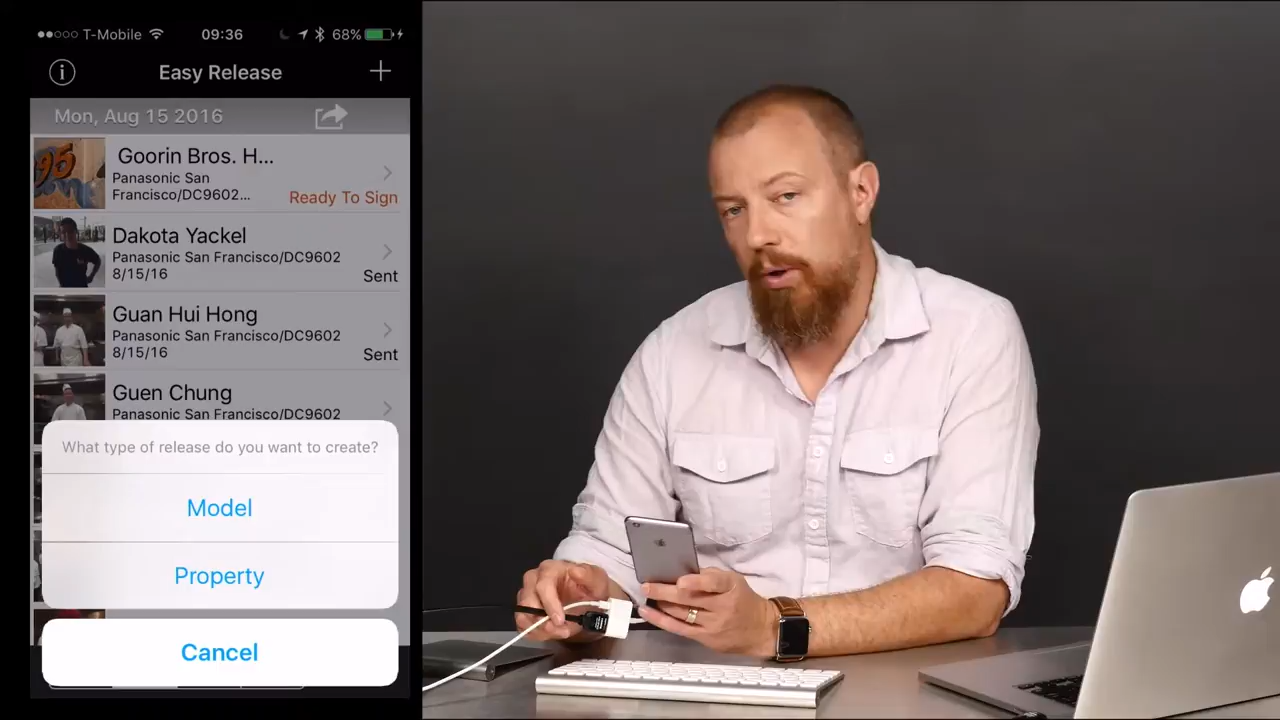 T-Mobile 09:36 68%
Easy Release
Mon, Aug 15 2016
95
Goorin Bros. H...
Panasonic San
Francisco/DC9602...
Ready To Sign
Dakota Yackel
Panasonic San Francisco/DC9602
8/15/16
Sent
Guan Hui Hong
Panasonic San Francisco/DC9602
8/15/16
Sent
Guen Chung
Panasonic San Francisco/DC9602
What type of release do you want to create?
Model
Property
Cancel